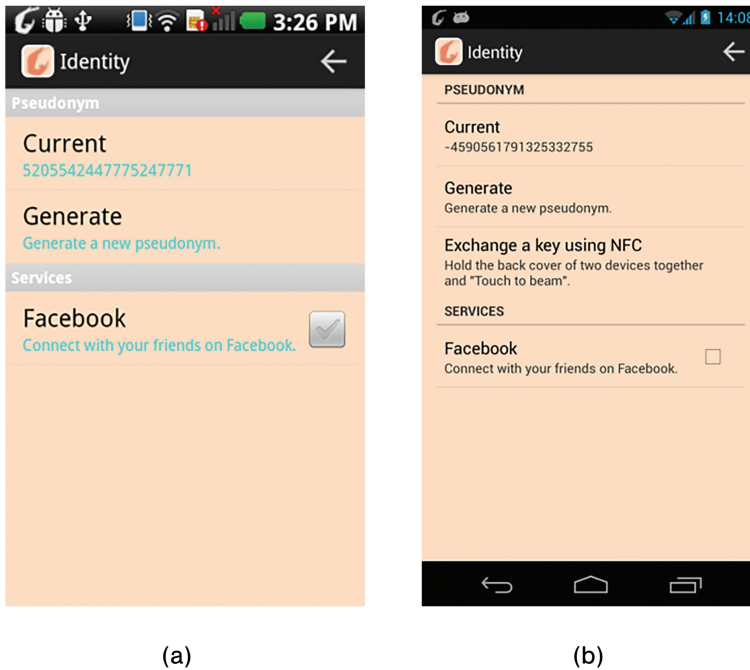 3:26 PM
Identity
Pseudonym
Current
5205542447775247771
Generate
Generate a new pseudonym.
Services
Facebook
Connect with your friends on Facebook.
(a)
14:08
Identity
PSEUDONYM
Current
-4590561791325332755
Generate
Generate a new pseudonym.
Exchange a key using NFC
Hold the back cover of two devices together
and "Touch to beam".
SERVICES
Facebook
Connect with your friends on Facebook.
(b)